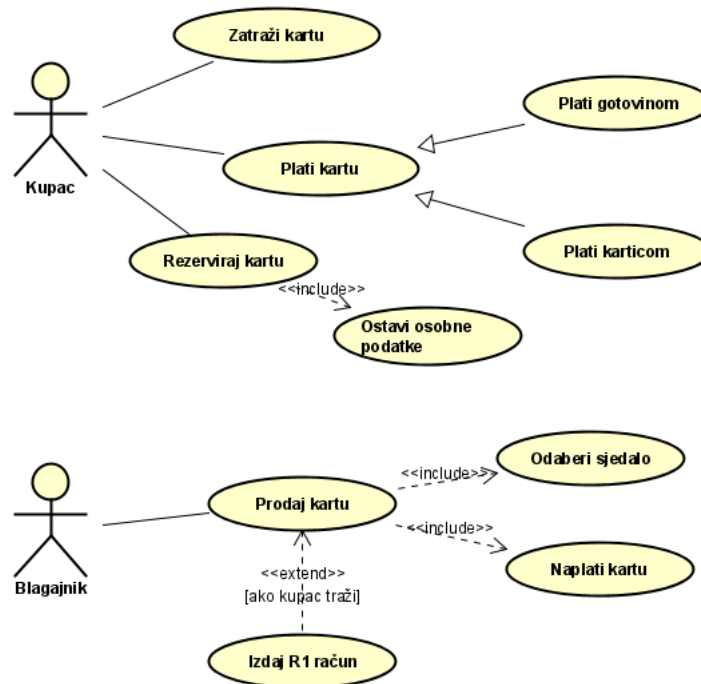 Zatraži kartu
Plati gotovinom
Plati kartu
Kupac
Plati karticom
Rezerviraj kartu
<<include>>
Ostavi osobne
podatke
Odaberi sjedalo
<<include>>
Prodaj kartu
<<include>>
Naplati kartu
Blagajnik
<<extend>>
[ako kupac traži]
Izdaj R1 račun